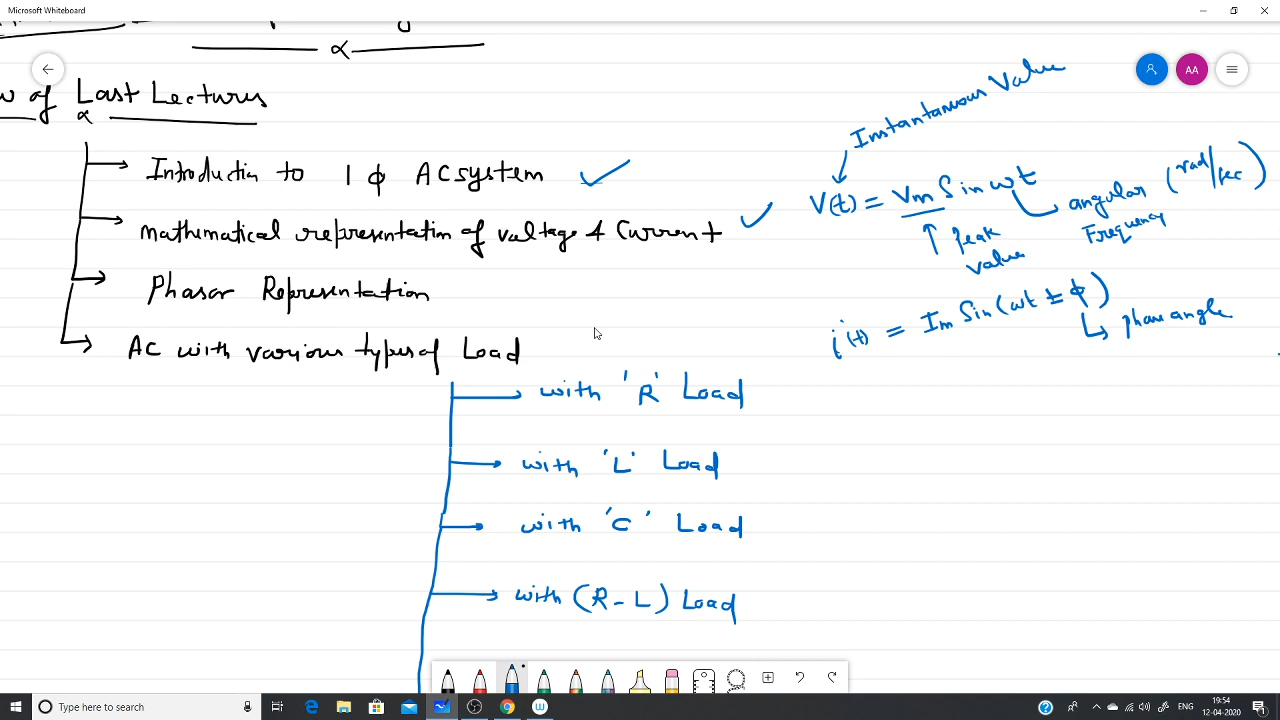 Microsoft Whiteboard
w of Last Lectures
Introduction to 1 ϕ AC system
mathematical representation of voltage & Current
Phasor Representation
AC with various types of Load
with 'R' Load
with 'L' Load
with 'C' Load
with (R-L) Load
Instantaneous Value
V(t) = Vm Sin ωt
angular Frequency (rad/sec)
Peak value
i(t) = Im Sin(ωt ± ϕ)
phase angle
AA
Type here to search
ENG
19:54
12-04-2020